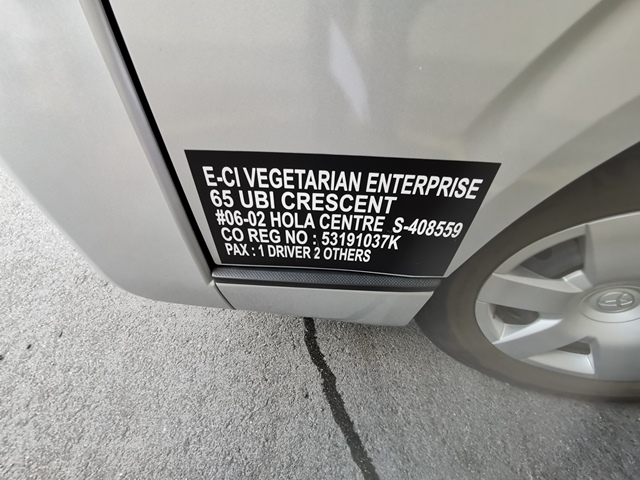 E-CI VEGETARIAN ENTERPRISE
65 UBI CRESCENT
#06-02 HOLA CENTRE S-408559
CO REG NO : 53191037K
PAX : 1 DRIVER 2 OTHERS